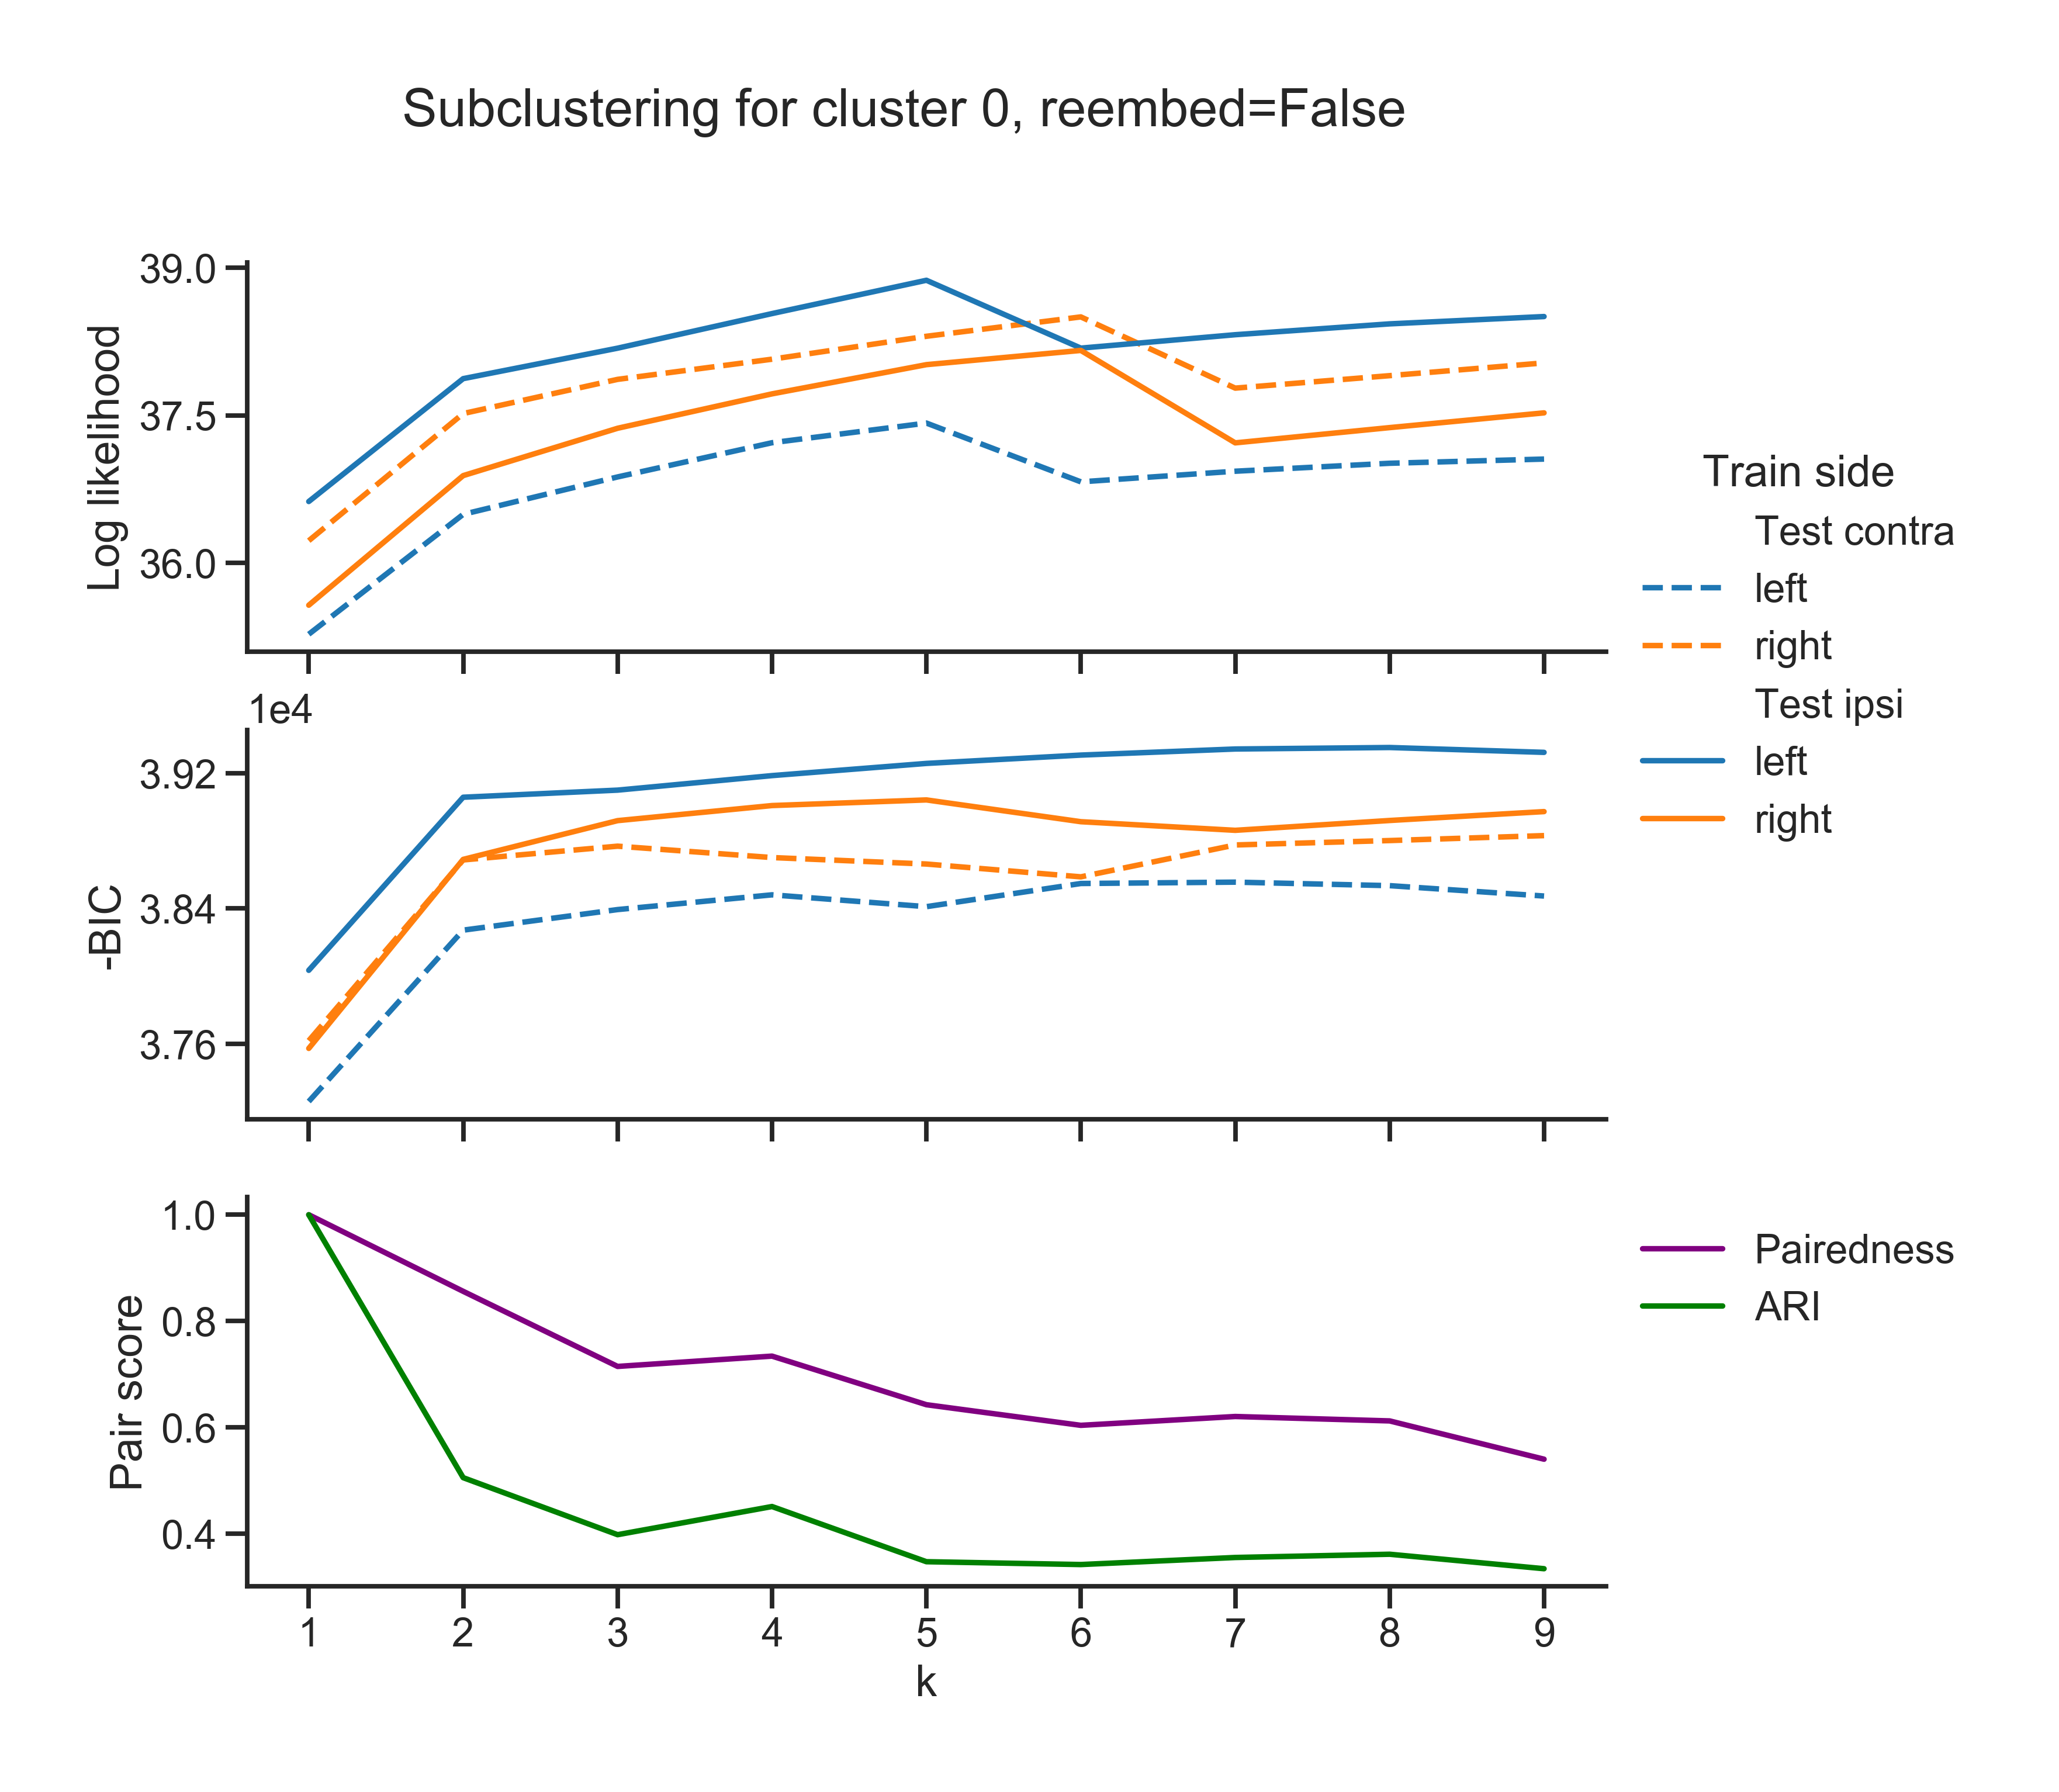 Subclustering for cluster 0, reembed=False
Log likelihood
39.0
37.5
36.0
Train side
Test contra
left
right
Test ipsi
left
right
1e4
-BIC
3.92
3.84
3.76
Pair score
1.0
0.8
0.6
0.4
Pairedness
ARI
1 2 3 4 5 6 7 8 9
k